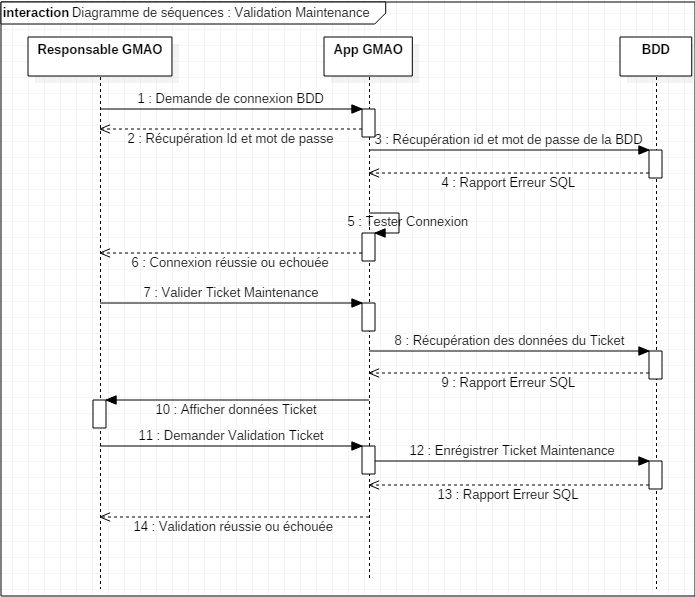 interaction Diagramme de séquences : Validation Maintenance
Responsable GMAO
App GMAO
BDD
1 : Demande de connexion BDD
2 : Récupération Id et mot de passe
3 : Récupération id et mot de passe de la BDD
4 : Rapport Erreur SQL
5 : Tester Connexion
6 : Connexion réussie ou echouée
7 : Valider Ticket Maintenance
8 : Récupération des données du Ticket
9 : Rapport Erreur SQL
10 : Afficher données Ticket
11 : Demander Validation Ticket
12 : Enrégistrer Ticket Maintenance
13 : Rapport Erreur SQL
14 : Validation réussie ou échouée